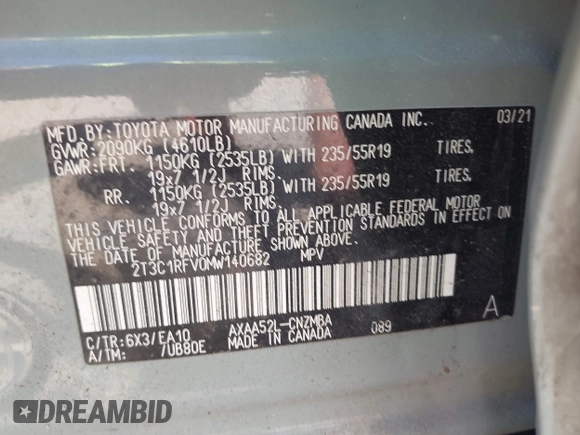 MFD.BY:TOYOTA MOTOR MANUFACTURING CANADA INC. 03/21
GVWR:2090KG (4610LB)
GAWR:FRT. 1150KG (2535LB) WITH 235/55R19 TIRES,
19x7 1/2J RIMS.
RR. 1150KG (2535LB) WITH 235/55R19 TIRES,
19x7 1/2J RIMS.
THIS VEHICLE CONFORMS TO ALL APPLICABLE FEDERAL MOTOR
VEHICLE SAFETY AND THEFT PREVENTION STANDARDS IN EFFECT ON
THE DATE OF MANUFACTURE SHOWN ABOVE.
2T3C1RFV0MW140682 MPV
A
C/TR:6X3/EA10 AXAA52L-CNZMBA 089
A/TM: /UB80E MADE IN CANADA
DREAMBID
dreambid.com